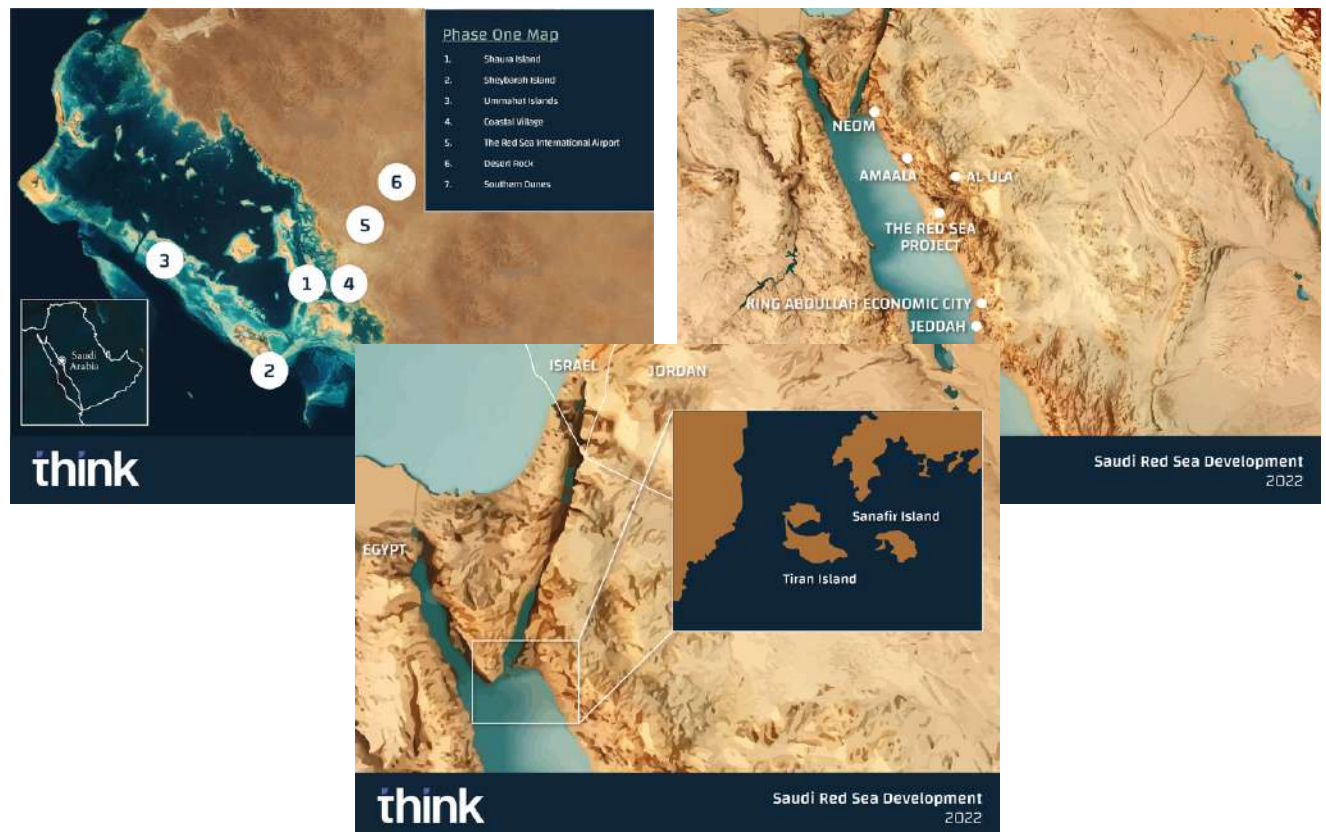 Phase One Map
1. Shaura Island
2. Sheybarah Island
3. Ummahat Islands
4. Coastal Village
5. The Red Sea International Airport
6. Desert Rock
7. Southern Dunes
6
5
3
1
4
2
Saudi
Arabia
think
NEOM
AMAALA
AL ULA
THE RED SEA
PROJECT
KING ABDULLAH ECONOMIC CITY
JEDDAH
Saudi Red Sea Development
2022
ISRAEL
JORDAN
EGYPT
Sanafir Island
Tiran Island
think
Saudi Red Sea Development
2022